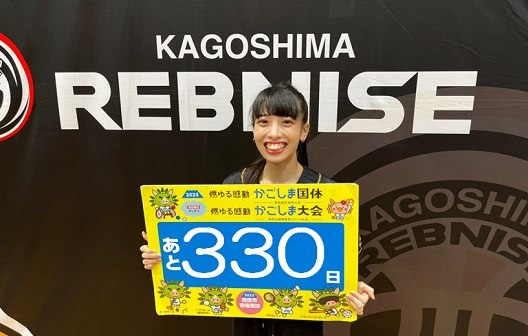 KAGOSHIMA
REBNISE
2023 燃ゆる感動 かごしま国体
燃ゆる感動 かごしま大会
あと330日
KAGOSHIMA
REBNISE